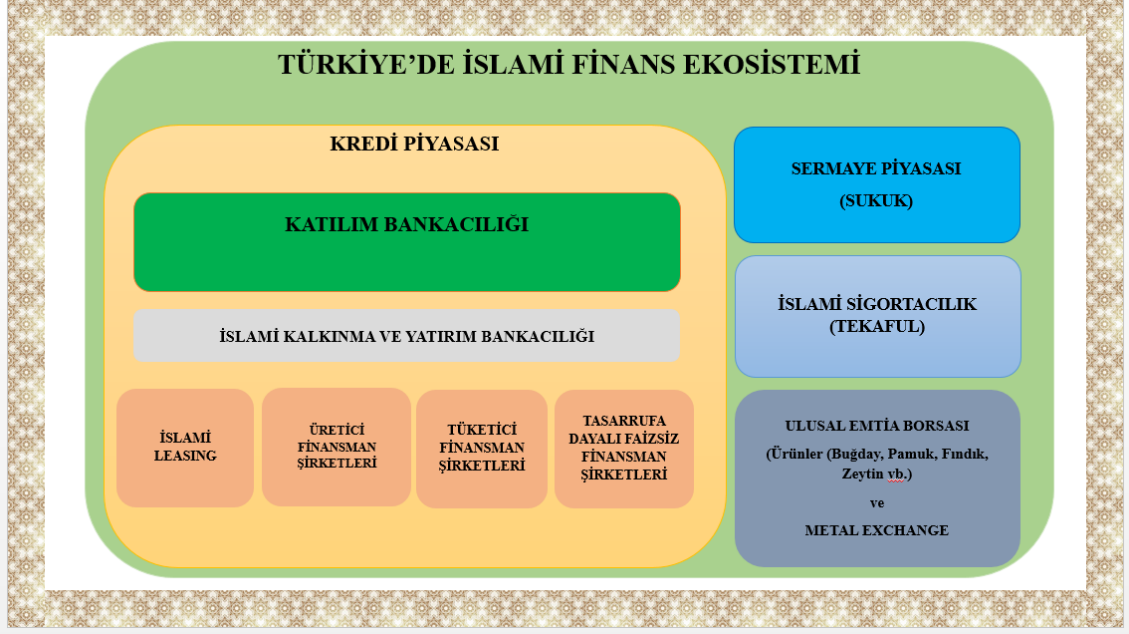 TÜRKİYE’DE İSLAMİ FİNANS EKOSİSTEMİ
KREDİ PİYASASI
KATILIM BANKACILIĞI
İSLAMİ KALKINMA VE YATIRIM BANKACILIĞI
İSLAMİ
LEASING
ÜRETİCİ
FİNANSMAN
ŞİRKETLERİ
TÜKETİCİ
FİNANSMAN
ŞİRKETLERİ
TASARRUFA
DAYALI FAİZSİZ
FİNANSMAN
ŞİRKETLERİ
SERMAYE PİYASASI
(SUKUK)
İSLAMİ SİGORTACILIK
(TEKAFUL)
ULUSAL EMTİA BORSASI
(Ürünler (Buğday, Pamuk, Fındık,
Zeytin vb.)
ve
METAL EXCHANGE